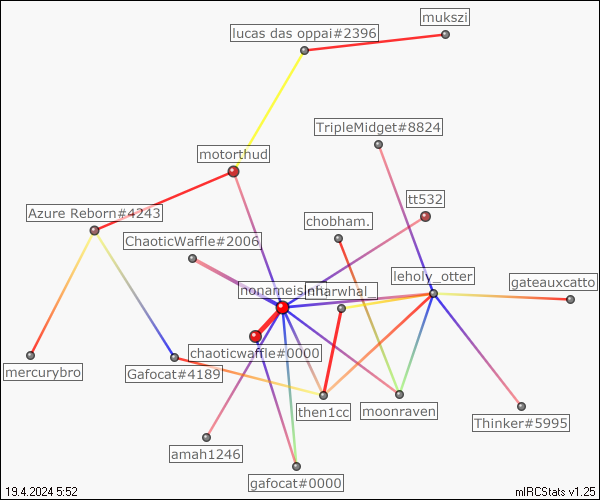 mukszi
lucas das oppai#2396
TripleMidget#8824
motorthud
tt532
Azure Reborn#4243
chobham.
ChaoticWaffle#2006
leholy_otter
gateauxcatto
chaoticwaffle#0000
mercurybro
Gafocat#4189
then1cc
moonraven
Thinker#5995
amah1246
gafocat#0000
19.4.2024 5:52
mIRCStats v1.25